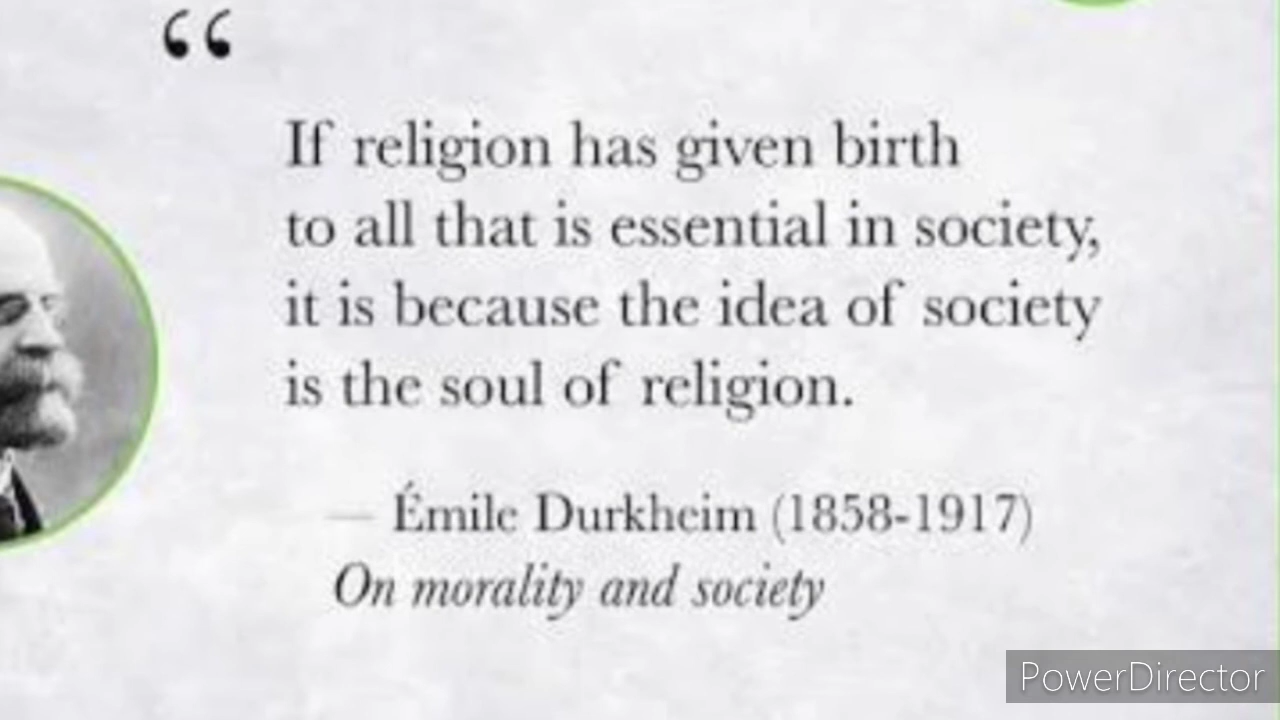 “
If religion has given birth
to all that is essential in society,
it is because the idea of society
is the soul of religion.
— Émile Durkheim (1858-1917)
On morality and society
PowerDirector